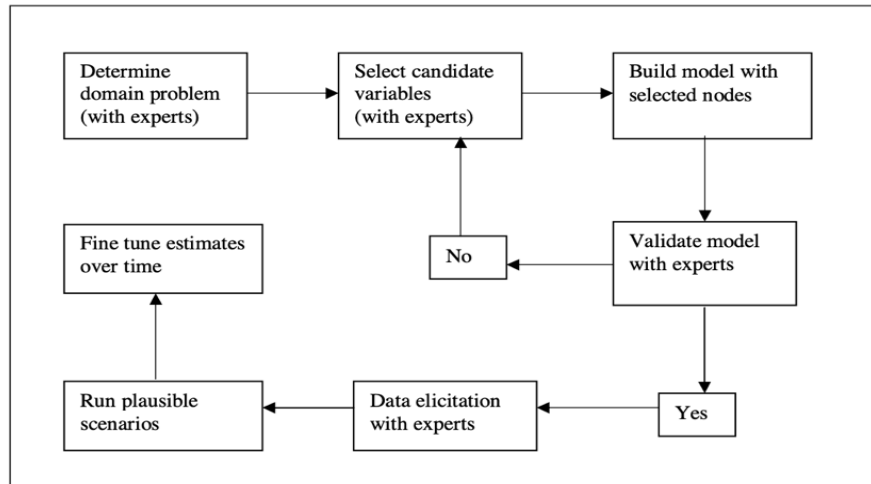 Determine
domain problem
(with experts)
Select candidate
variables
(with experts)
Build model with
selected nodes
Fine tune estimates
over time
No
Validate model
with experts
Run plausible
scenarios
Data elicitation
with experts
Yes